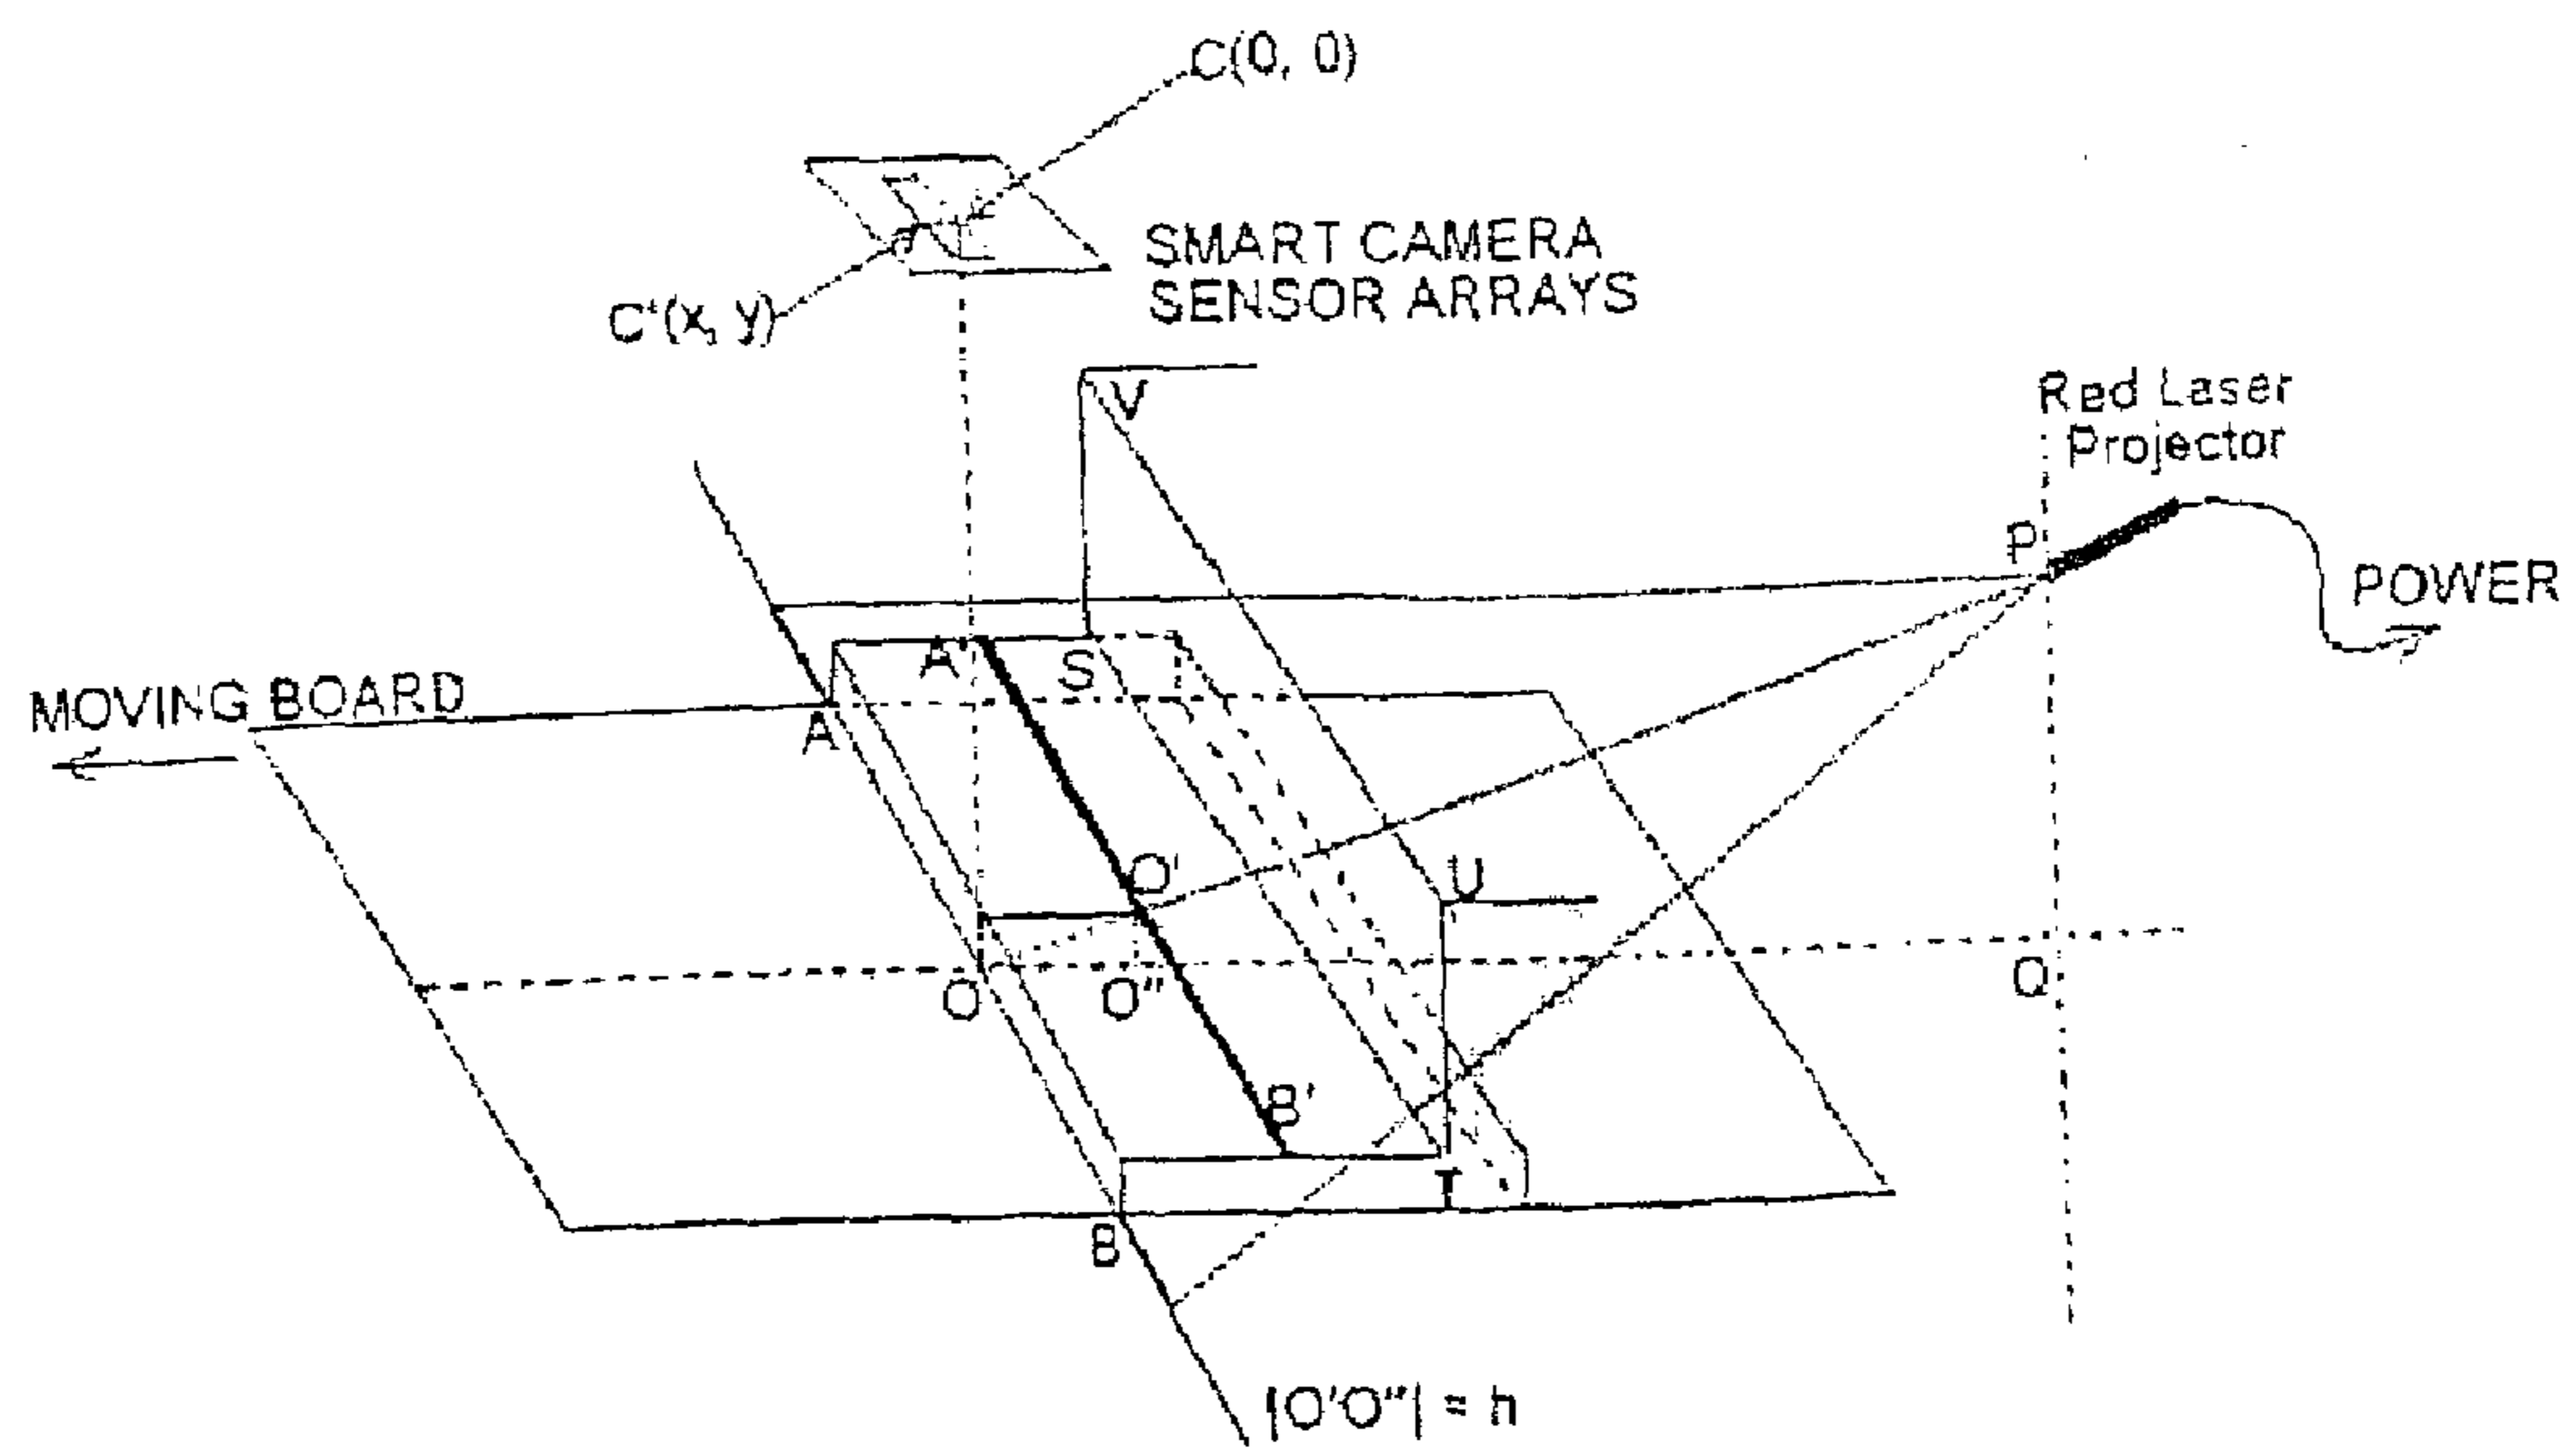 C(0, 0)
SMART CAMERA
SENSOR ARRAYS
C'(x, y)
V
Red Laser
Projector
P
POWER
A'
S
MOVING BOARD
A
O'
U
O
O"
Q
B'
T
B
|O'O"| = h